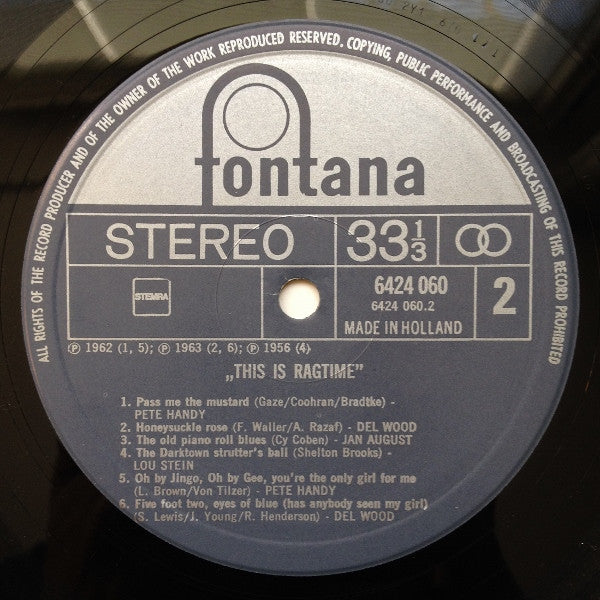 ALL RIGHTS OF THE RECORD PRODUCER AND OF THE OWNER OF THE WORK REPRODUCED RESERVED. COPYING, PUBLIC PERFORMANCE AND BROADCASTING OF THIS RECORD PROHIBITED
fontana
STEREO 33 1/3
STEMRA 6424 060 2
6424 060.2
MADE IN HOLLAND
℗ 1962 (1, 5); ℗ 1963 (2, 6); ℗ 1956 (4)
„THIS IS RAGTIME”
1. Pass me the mustard (Gaze/Coohran/Bradtke) -
PETE HANDY
2. Honeysuckle rose (F. Waller/A. Razaf) - DEL WOOD
3. The old piano roll blues (Cy Coben) - JAN AUGUST
4. The Darktown strutter's ball (Shelton Brooks) -
LOU STEIN
5. Oh by Jingo, Oh by Gee, you're the only girl for me
(L. Brown/Von Tilzer) - PETE HANDY
6. Five foot two, eyes of blue (has anybody seen my girl)
(S. Lewis/J. Young/R. Henderson) - DEL WOOD